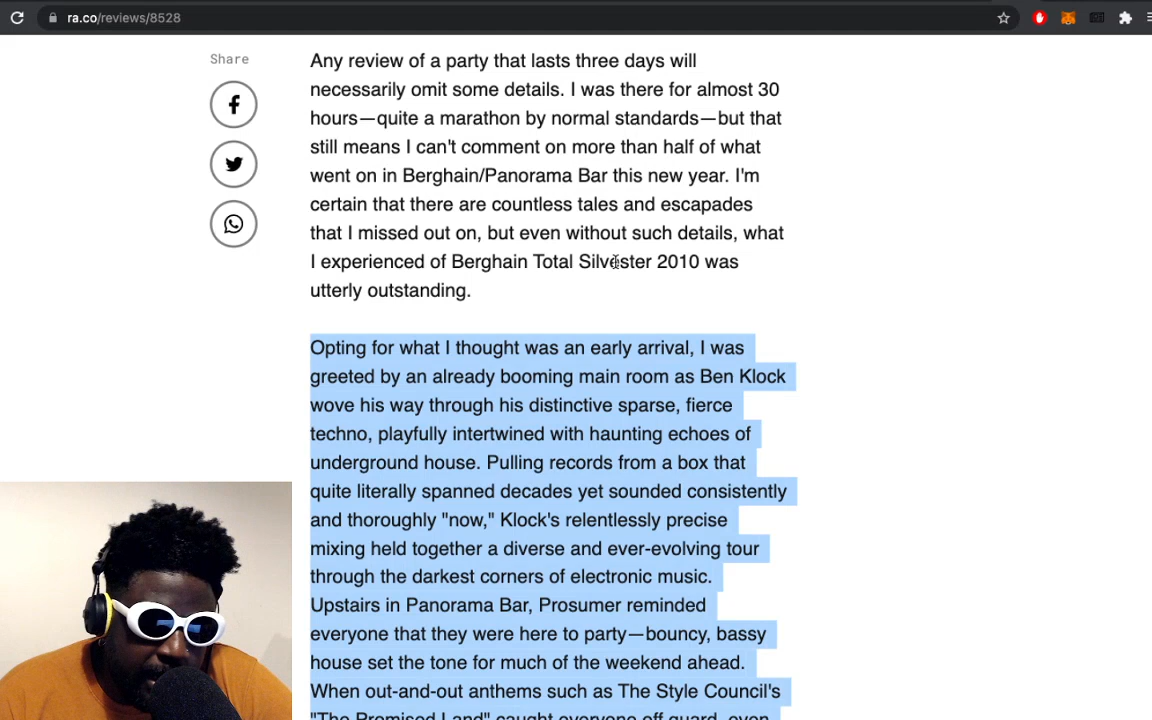 ra.co/reviews/8528
Share
Any review of a party that lasts three days will
necessarily omit some details. I was there for almost 30
hours—quite a marathon by normal standards—but that
still means I can't comment on more than half of what
went on in Berghain/Panorama Bar this new year. I'm
certain that there are countless tales and escapades
that I missed out on, but even without such details, what
I experienced of Berghain Total Silvester 2010 was
utterly outstanding.
Opting for what I thought was an early arrival, I was
greeted by an already booming main room as Ben Klock
wove his way through his distinctive sparse, fierce
techno, playfully intertwined with haunting echoes of
underground house. Pulling records from a box that
quite literally spanned decades yet sounded consistently
and thoroughly "now," Klock's relentlessly precise
mixing held together a diverse and ever-evolving tour
through the darkest corners of electronic music.
Upstairs in Panorama Bar, Prosumer reminded
everyone that they were here to party—bouncy, bassy
house set the tone for much of the weekend ahead.
When out-and-out anthems such as The Style Council's
"The Promised Land" caught everyone off guard, even